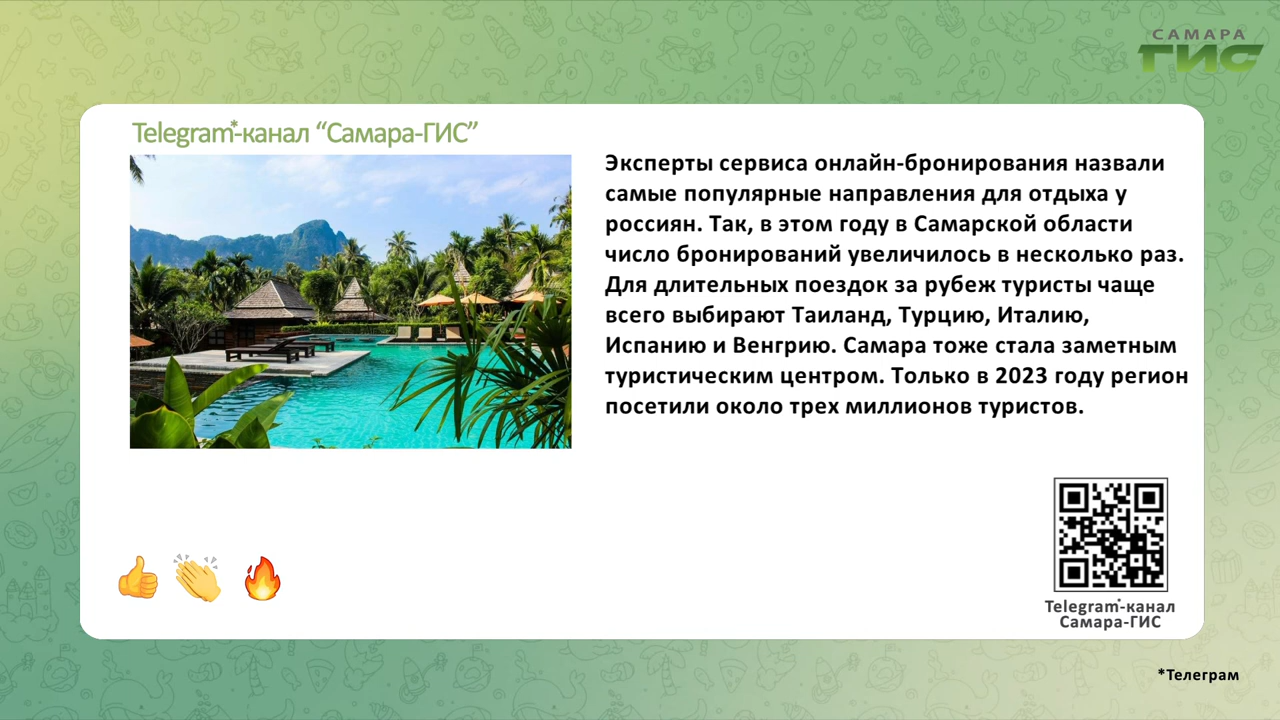 САМАРА
ГИС
Telegram*-канал “Самара-ГИС”
Эксперты сервиса онлайн-бронирования назвали
самые популярные направления для отдыха у
россиян. Так, в этом году в Самарской области
число бронирований увеличилось в несколько раз.
Для длительных поездок за рубеж туристы чаще
всего выбирают Таиланд, Турцию, Италию,
Испанию и Венгрию. Самара тоже стала заметным
туристическим центром. Только в 2023 году регион
посетили около трех миллионов туристов.
Telegram*-канал
Самара-ГИС
*Телеграм